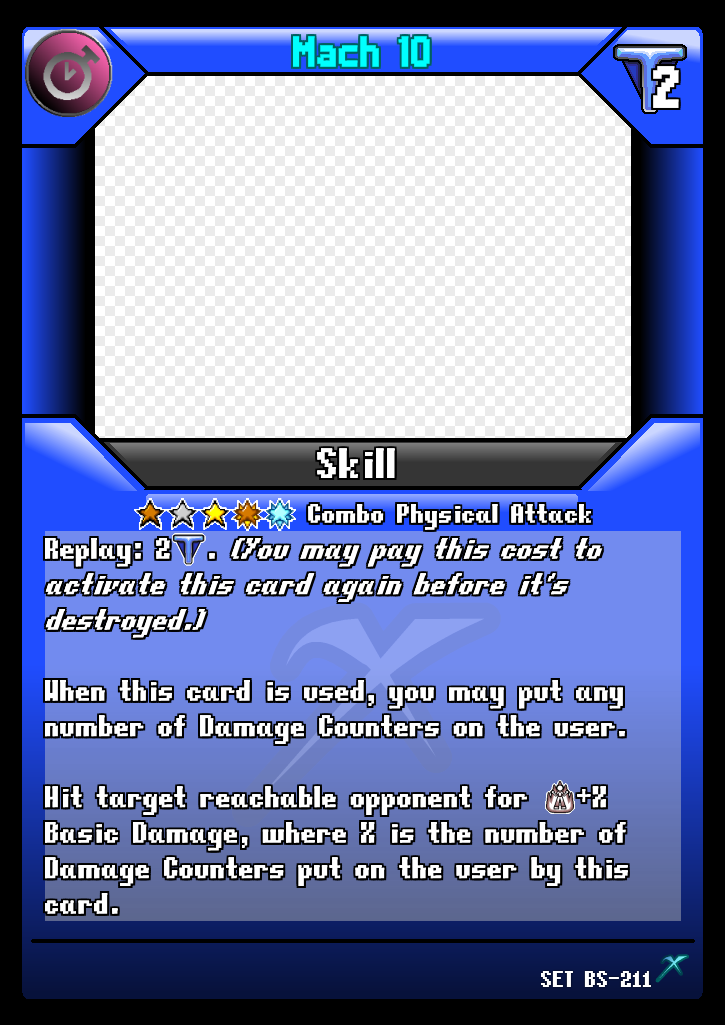 Mach 10
2
Skill
Combo Physical Attack
Replay: 2T. (You may pay this cost to
activate this card again before it's
destroyed.)
When this card is used, you may put any
number of Damage Counters on the user.
Hit target reachable opponent for +X
Basic Damage, where X is the number of
Damage Counters put on the user by this
card.
SET BS-211